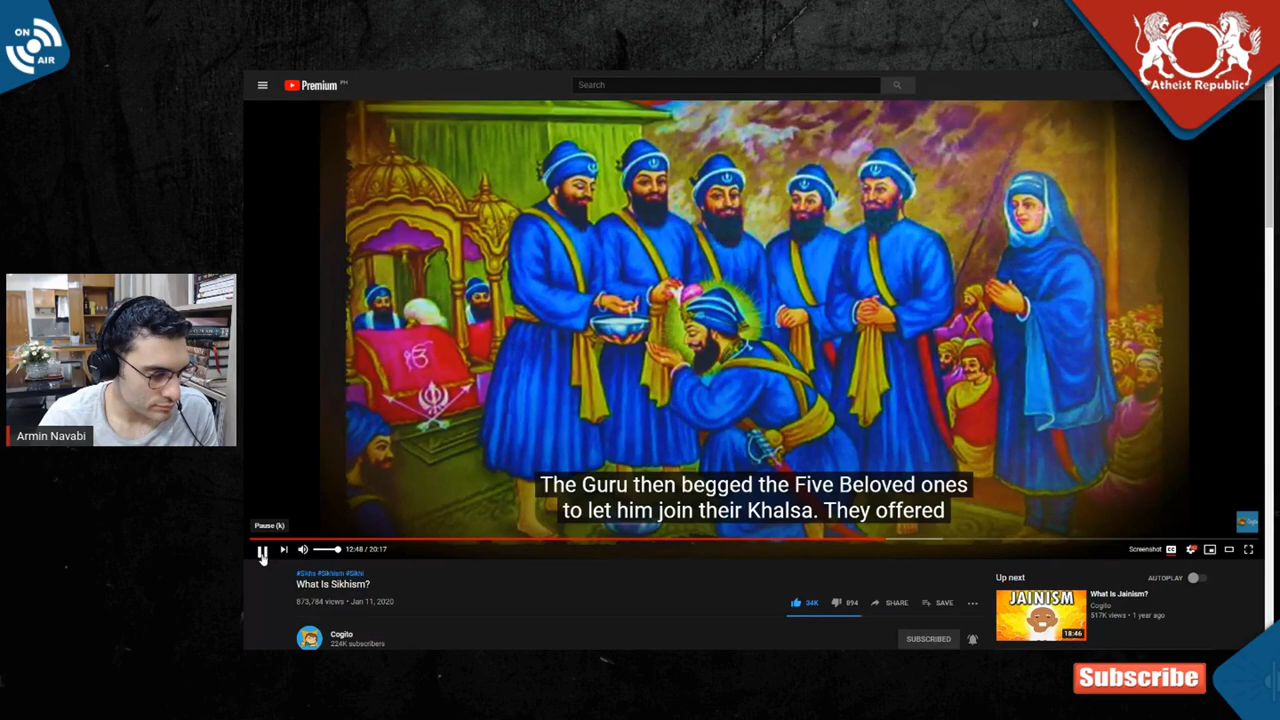 ON
AIR
Atheist Republic
Premium PH
Search
Armin Navabi
ੴ
The Guru then begged the Five Beloved ones
to let him join their Khalsa. They offered
Pause (k)
12:48 / 20:17
Screenshot
#Sikhs #Sikhism #Sikhi
What Is Sikhism?
873,784 views • Jan 11, 2020
34K
894
SHARE
SAVE
Cogito
224K subscribers
SUBSCRIBED
Up next
AUTOPLAY
JAINISM
18:46
What Is Jainism?
Cogito
517K views • 1 year ago
Subscribe